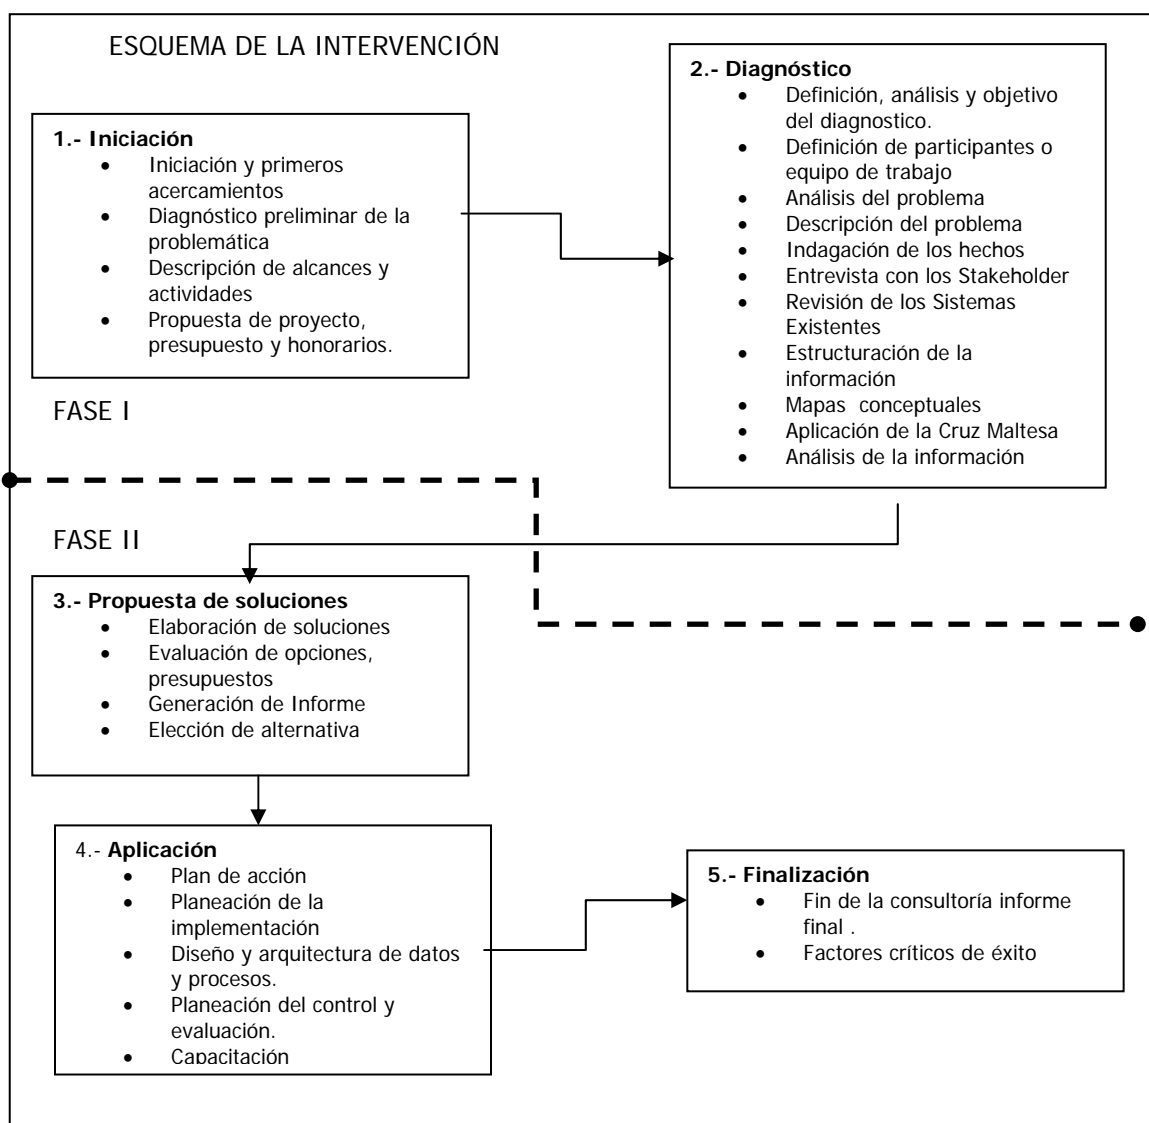 ESQUEMA DE LA INTERVENCIÓN
1.- Iniciación
• Iniciación y primeros
acercamientos
• Diagnóstico preliminar de la
problemática
• Descripción de alcances y
actividades
• Propuesta de proyecto,
presupuesto y honorarios.
FASE I
2.- Diagnóstico
• Definición, análisis y objetivo
del diagnostico.
• Definición de participantes o
equipo de trabajo
• Análisis del problema
• Descripción del problema
• Indagación de los hechos
• Entrevista con los Stakeholder
• Revisión de los Sistemas
Existentes
• Estructuración de la
información
• Mapas conceptuales
• Aplicación de la Cruz Maltesa
• Análisis de la información
FASE II
3.- Propuesta de soluciones
• Elaboración de soluciones
• Evaluación de opciones,
presupuestos
• Generación de Informe
• Elección de alternativa
4.- Aplicación
• Plan de acción
• Planeación de la
implementación
• Diseño y arquitectura de datos
y procesos.
• Planeación del control y
evaluación.
• Capacitación
5.- Finalización
• Fin de la consultoría informe
final .
• Factores críticos de éxito